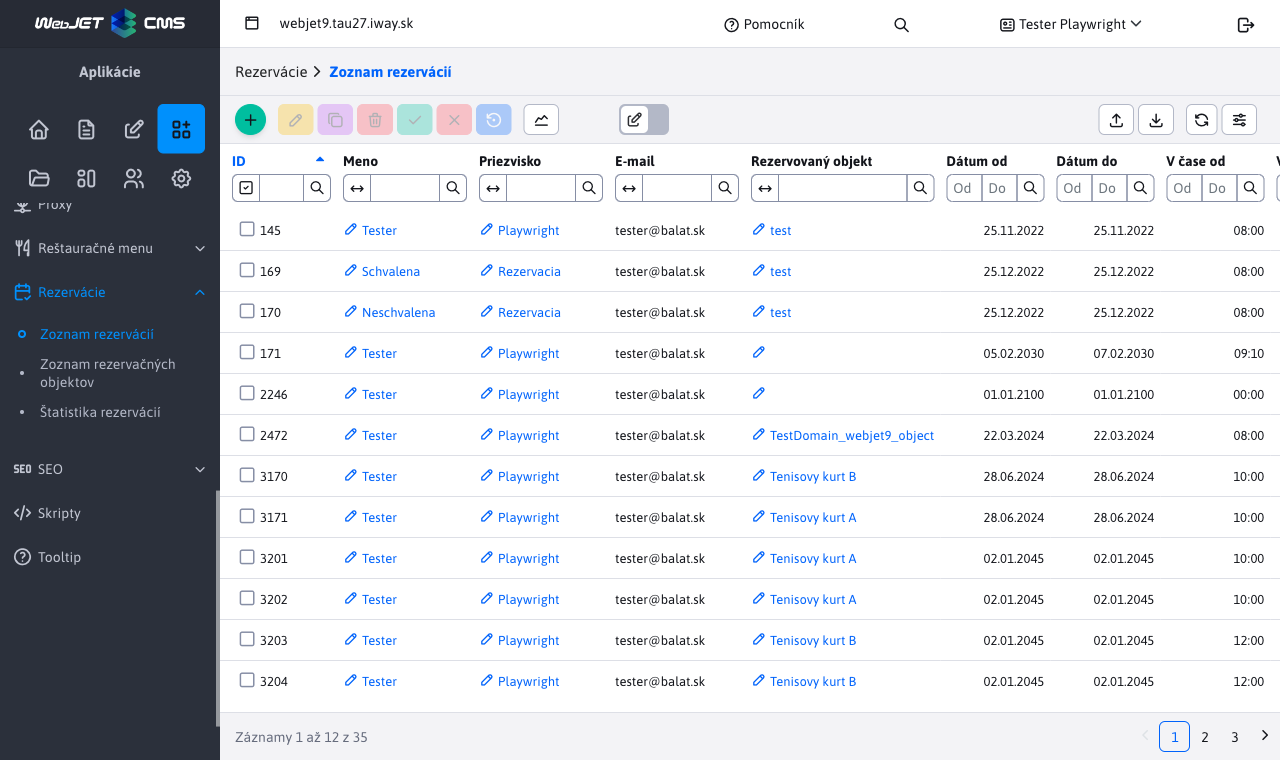 WebJET CMS
webjet9.tau27.iway.sk
Pomocník
Tester Playwright
Aplikácie
Rezervácie
Zoznam rezervácií
Proxy
Reštauračné menu
Rezervácie
Zoznam rezervácií
Zoznam rezervačných
objektov
Štatistika rezervácií
SEO SEO
Skripty
Tooltip
ID Meno Priezvisko E-mail Rezervovaný objekt Dátum od Dátum do V čase od V
Od Do Od Do Od Do
145 Tester Playwright tester@balat.sk test 25.11.2022 25.11.2022 08:00
169 Schvalena Rezervacia tester@balat.sk test 25.12.2022 25.12.2022 08:00
170 Neschvalena Rezervacia tester@balat.sk test 25.12.2022 25.12.2022 08:00
171 Tester Playwright tester@balat.sk 05.02.2030 07.02.2030 09:10
2246 Tester Playwright tester@balat.sk 01.01.2100 01.01.2100 00:00
2472 Tester Playwright tester@balat.sk TestDomain_webjet9_object 22.03.2024 22.03.2024 08:00
3170 Tester Playwright tester@balat.sk Tenisovy kurt B 28.06.2024 28.06.2024 10:00
3171 Tester Playwright tester@balat.sk Tenisovy kurt A 28.06.2024 28.06.2024 10:00
3201 Tester Playwright tester@balat.sk Tenisovy kurt A 02.01.2045 02.01.2045 10:00
3202 Tester Playwright tester@balat.sk Tenisovy kurt A 02.01.2045 02.01.2045 10:00
3203 Tester Playwright tester@balat.sk Tenisovy kurt B 02.01.2045 02.01.2045 12:00
3204 Tester Playwright tester@balat.sk Tenisovy kurt B 02.01.2045 02.01.2045 12:00
Záznamy 1 až 12 z 35
1 2 3